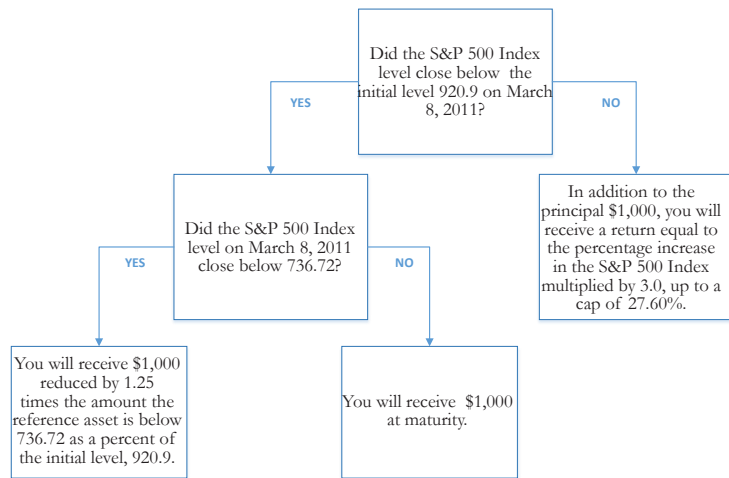 Did the S&P 500 Index
level close below the
initial level 920.9 on March
8, 2011?
YES
NO
Did the S&P 500 Index
level on March 8, 2011
close below 736.72?
In addition to the
principal $1,000, you will
receive a return equal to
the percentage increase
in the S&P 500 Index
multiplied by 3.0, up to a
cap of 27.60%.
YES
NO
You will receive $1,000
reduced by 1.25
times the amount the
reference asset is below
736.72 as a percent of
the initial level, 920.9.
You will receive $1,000
at maturity.